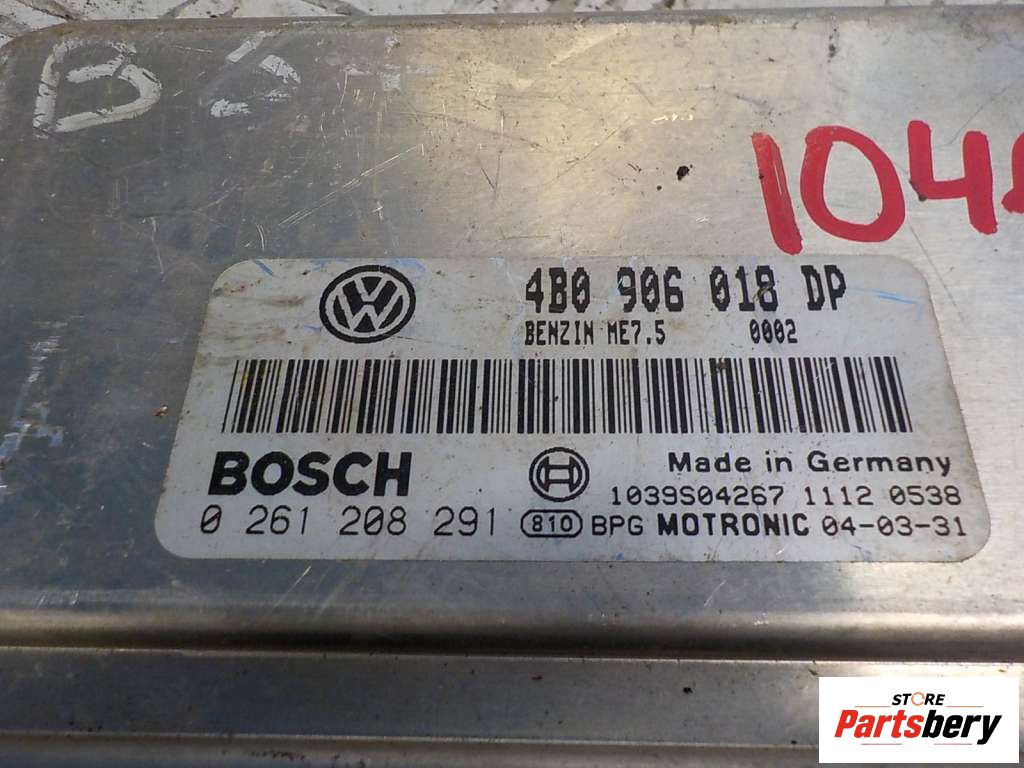 B6
104
4B0 906 018 DP
BENZIN ME7.5 0002
BOSCH
Made in Germany
1039S04267 1112 0538
0 261 208 291 810 BPG MOTRONIC 04-03-31
STORE
Partsbery